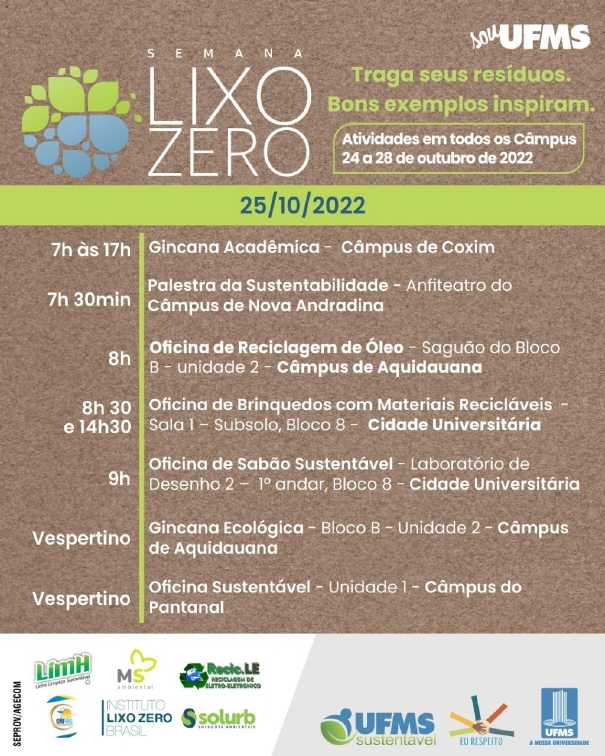 souUFMS
SEMANA
LIXO
ZERO
Traga seus resíduos.
Bons exemplos inspiram.
Atividades em todos os Câmpus
24 a 28 de outubro de 2022
25/10/2022
7h às 17h
Gincana Acadêmica - Câmpus de Coxim
7h 30min
Palestra da Sustentabilidade - Anfiteatro do
Câmpus de Nova Andradina
8h
Oficina de Reciclagem de Óleo - Saguão do Bloco
B - unidade 2 - Câmpus de Aquidauana
8h 30
e 14h30
Oficina de Brinquedos com Materiais Recicláveis -
Sala 1 – Subsolo, Bloco 8 - Cidade Universitária
9h
Oficina de Sabão Sustentável - Laboratório de
Desenho 2 – 1º andar, Bloco 8 - Cidade Universitária
Vespertino
Gincana Ecológica - Bloco B - Unidade 2 - Câmpus
de Aquidauana
Vespertino
Oficina Sustentável - Unidade 1 - Câmpus do
Pantanal
SEPROV/AGECOM
LimH
Linha Limpeza Sustentável
MS
ambiental
Recic.LE
RECICLAGEM DE
ELETRO-ELETRÔNICO
INSTITUTO
LIXO ZERO
BRASIL
solurb
SOLUÇÕES AMBIENTAIS
UFMS
sustentável
EU RESPEITO
UFMS
A NOSSA UNIVERSIDADE